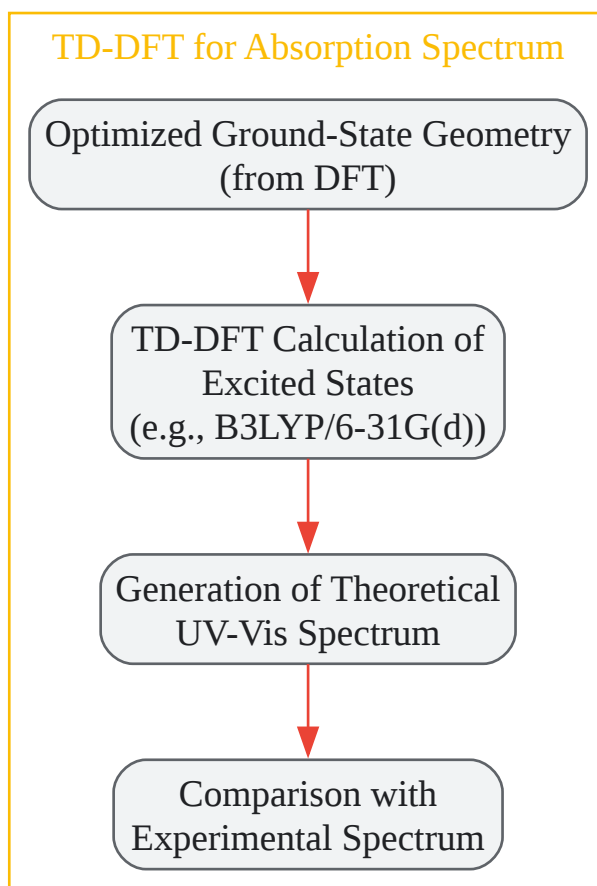 TD-DFT for Absorption Spectrum
Optimized Ground-State Geometry
(from DFT)
TD-DFT Calculation of
Excited States
(e.g., B3LYP/6-31G(d))
Generation of Theoretical
UV-Vis Spectrum
Comparison with
Experimental Spectrum